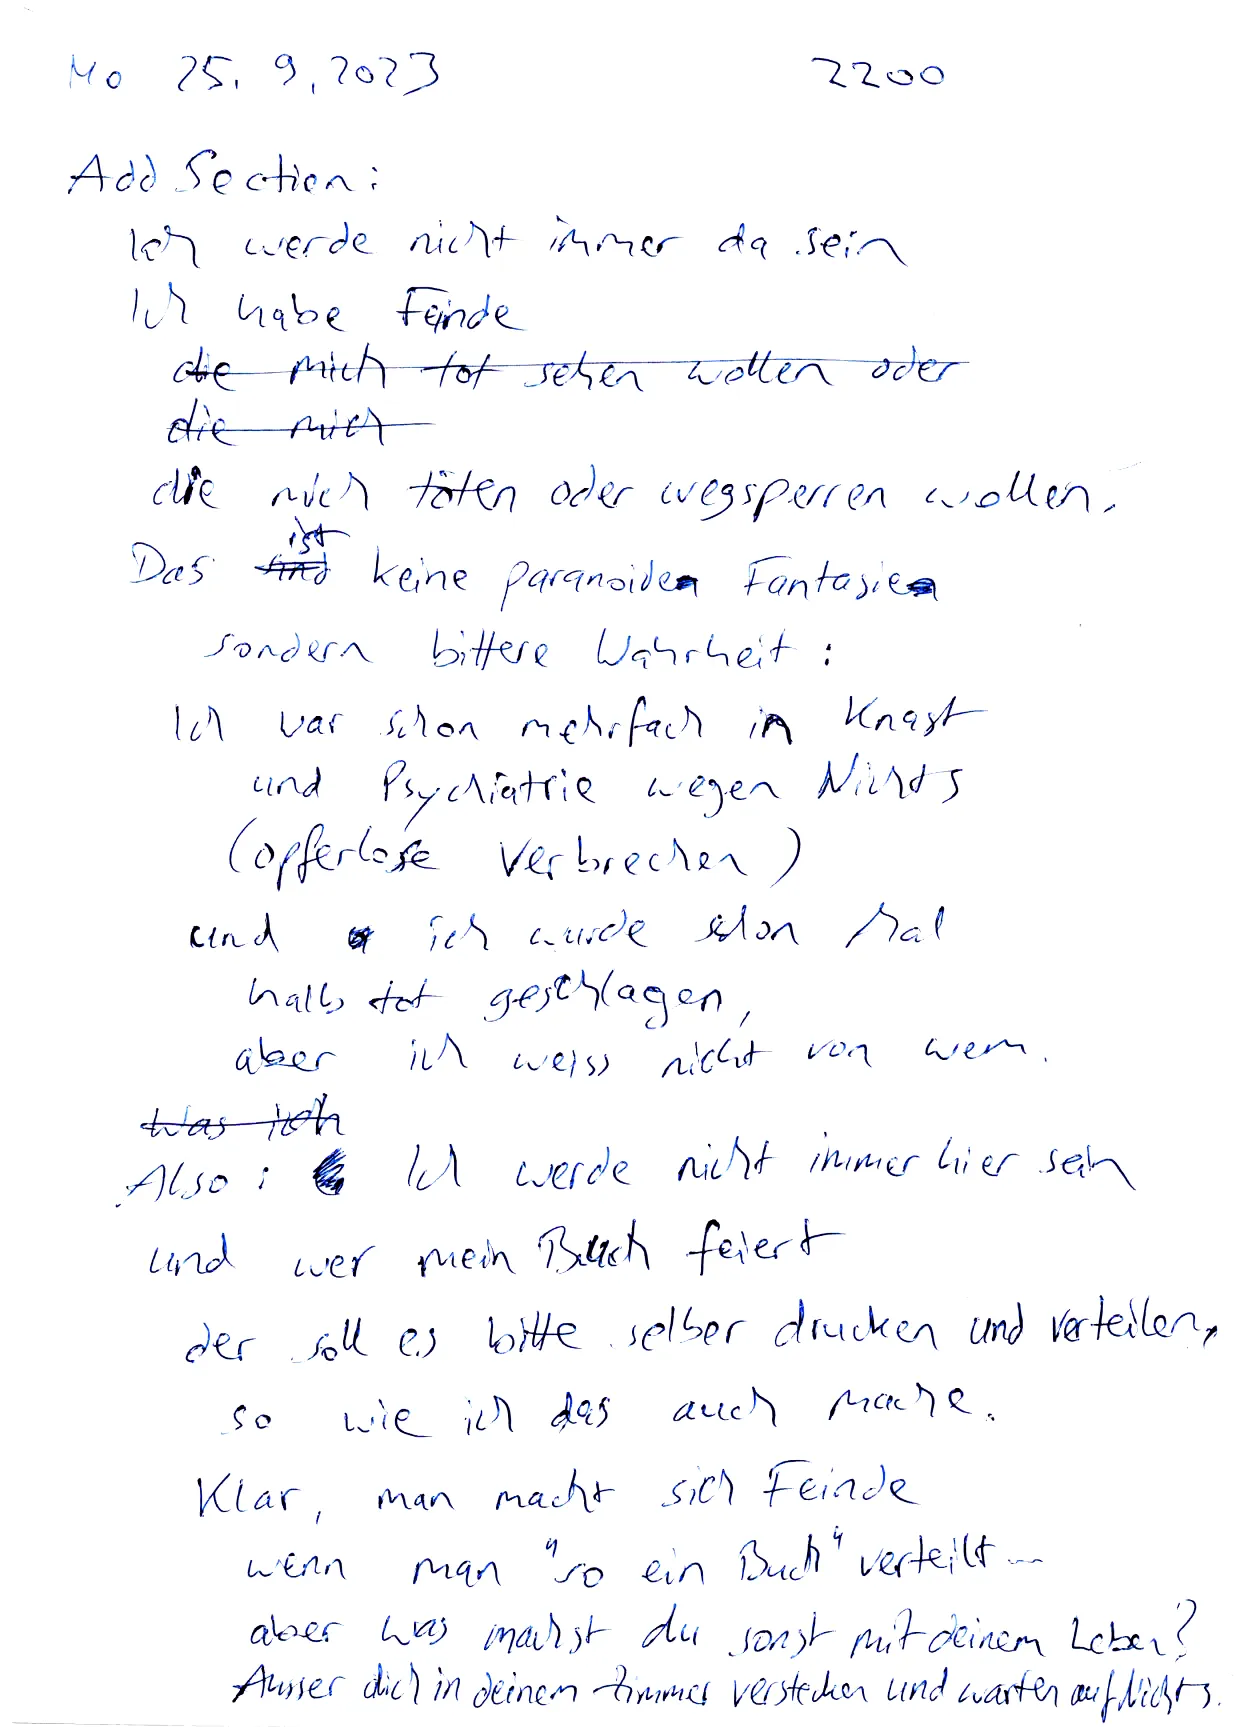 Mo 25. 9. 2023 2200
Add Section:
Ich werde nicht immer da sein
Ich habe Feinde
die mich tot sehen wollen oder
die mich
die mich töten oder wegsperren wollen.
ist
Das sind keine paranoide Fantasie
sondern bittere Wahrheit:
Ich war schon mehrfach in Knast
und Psychiatrie wegen Nichts
(opferlose Verbrechen)
und ich wurde schon Mal
halb tot geschlagen,
aber ich weiss nicht von wem.
Was ich
Also: Ich werde nicht immer hier sein
und wer mein Buch feiert
der soll es bitte selber drucken und verteilen,
so wie ich das auch mache.
Klar, man macht sich Feinde
wenn man "so ein Buch" verteilt...
aber was machst du sonst mit deinem Leben?
Ausser dich in deinem Zimmer verstecken und warten auf Nichts.